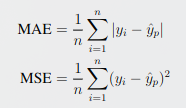 MAE = \frac{1}{n} \sum_{i=1}^{n} |y_i - \hat{y}_p|
MSE = \frac{1}{n} \sum_{i=1}^{n} (y_i - \hat{y}_p)^2